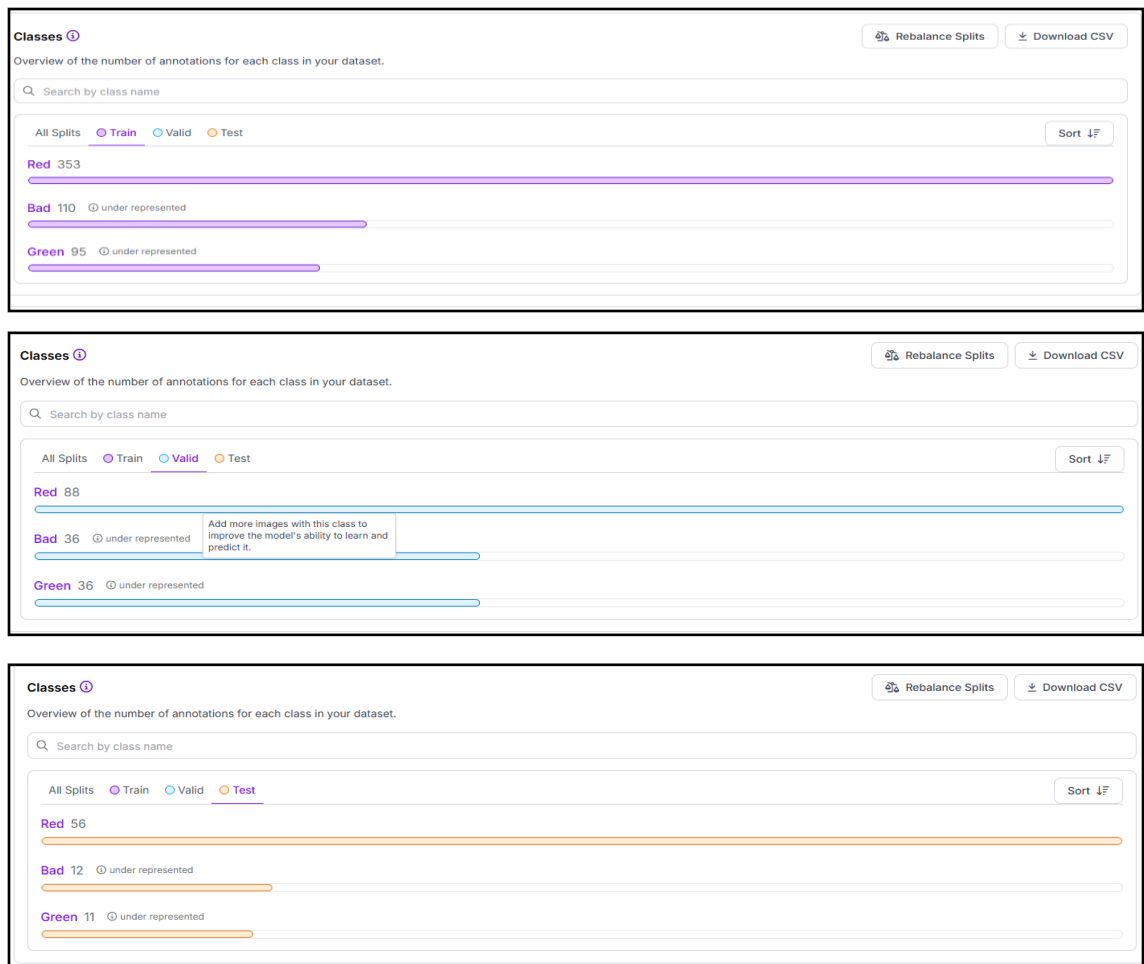 Classes
Rebalance Splits Download CSV
Overview of the number of annotations for each class in your dataset.
Search by class name
All Splits Train Valid Test Sort
Red 353
Bad 110 under represented
Green 95 under represented
Classes
Rebalance Splits Download CSV
Overview of the number of annotations for each class in your dataset.
Search by class name
All Splits Train Valid Test Sort
Red 88
Add more images with this class to
improve the model's ability to learn and
predict it.
Bad 36 under represented
Green 36 under represented
Classes
Rebalance Splits Download CSV
Overview of the number of annotations for each class in your dataset.
Search by class name
All Splits Train Valid Test Sort
Red 56
Bad 12 under represented
Green 11 under represented